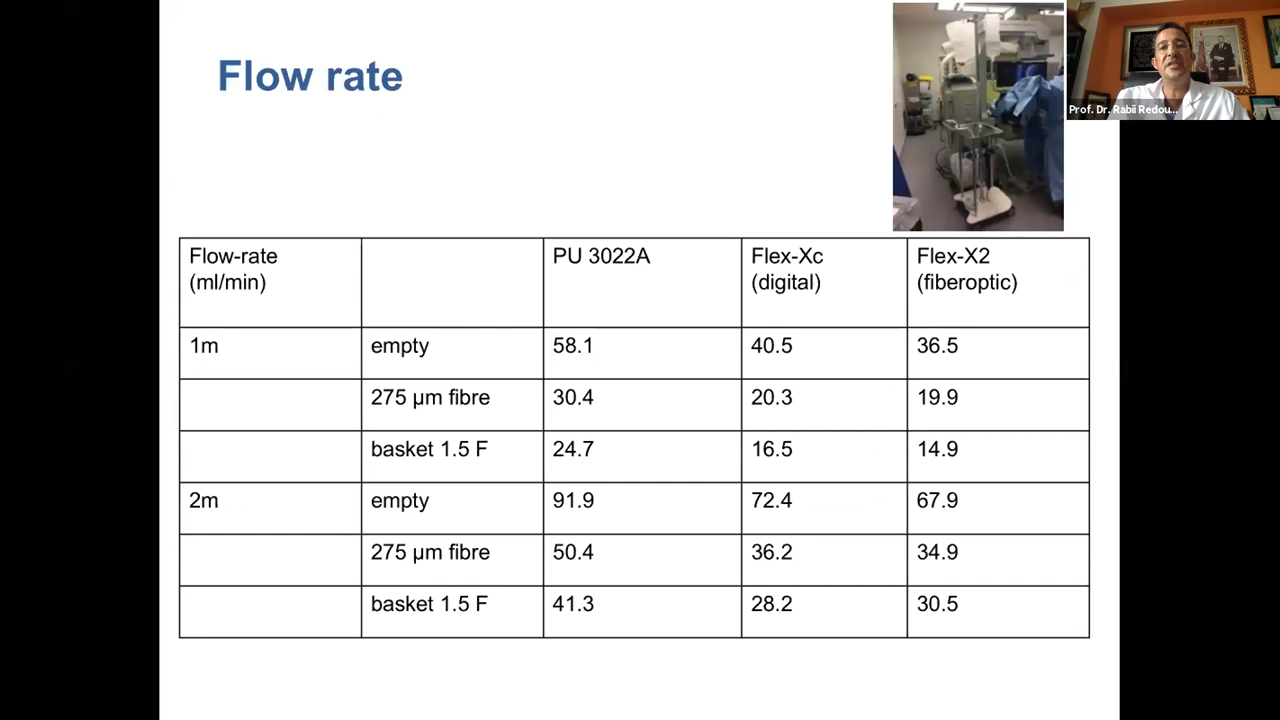 Flow rate
Prof. Dr. Rabii Redou...
Flow-rate (ml/min) PU 3022A Flex-Xc (digital) Flex-X2 (fiberoptic)
1m empty 58.1 40.5 36.5
275 µm fibre 30.4 20.3 19.9
basket 1.5 F 24.7 16.5 14.9
2m empty 91.9 72.4 67.9
275 µm fibre 50.4 36.2 34.9
basket 1.5 F 41.3 28.2 30.5